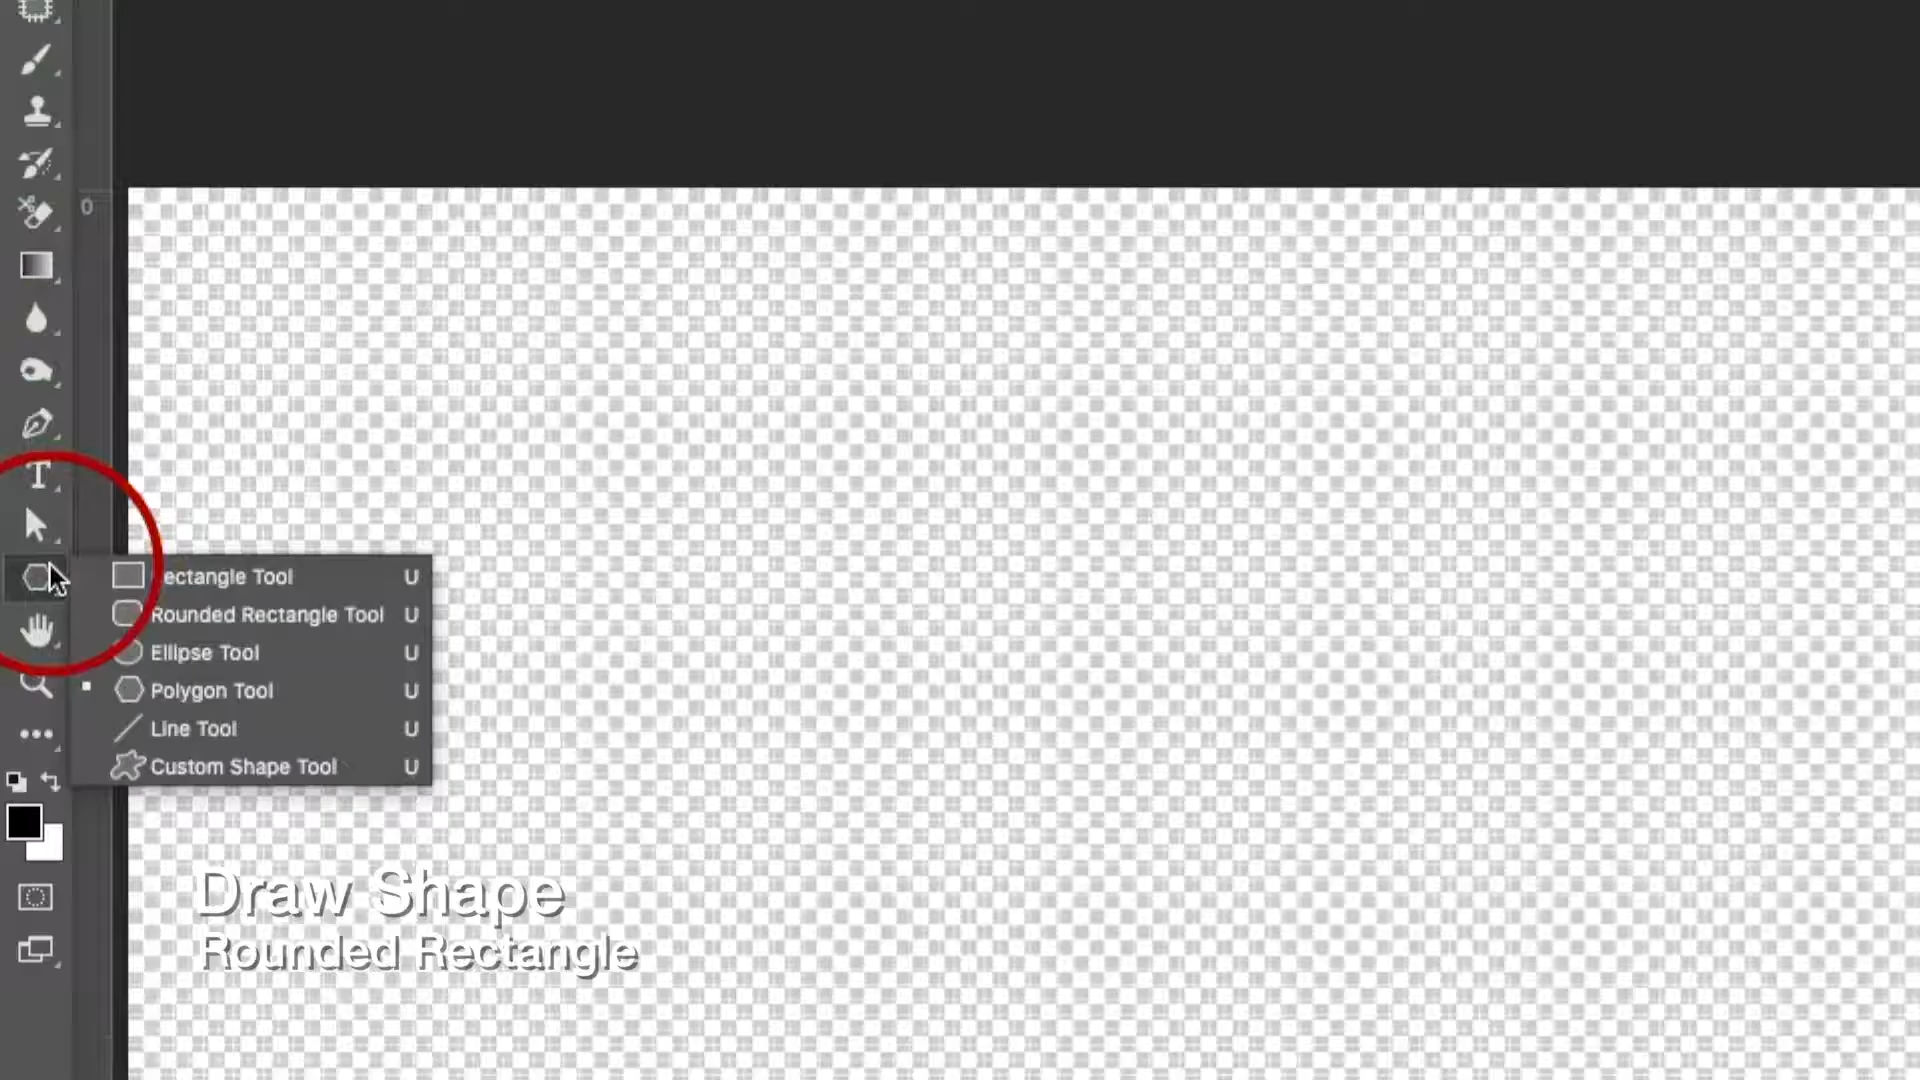 0
T
ectangle Tool U
Rounded Rectangle Tool U
Ellipse Tool U
Polygon Tool U
Line Tool U
Custom Shape Tool U
Draw Shape
Rounded Rectangle